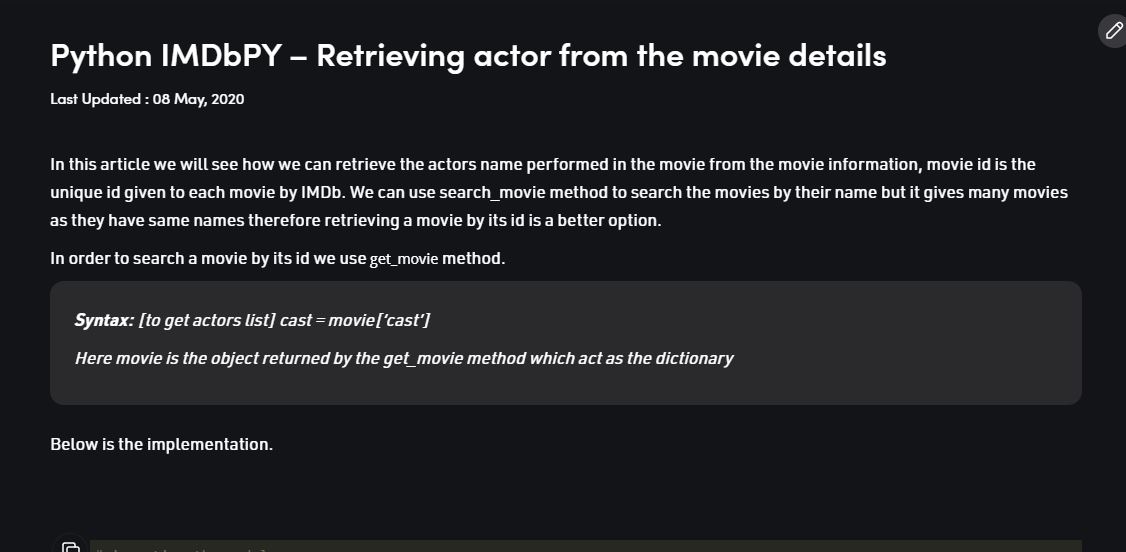 Python IMDbPY – Retrieving actor from the movie details
Last Updated : 08 May, 2020
In this article we will see how we can retrieve the actors name performed in the movie from the movie information, movie id is the
unique id given to each movie by IMDb. We can use search_movie method to search the movies by their name but it gives many movies
as they have same names therefore retrieving a movie by its id is a better option.
In order to search a movie by its id we use get_movie method.
Syntax: [to get actors list] cast = movie[‘cast’]
Here movie is the object returned by the get_movie method which act as the dictionary
Below is the implementation.